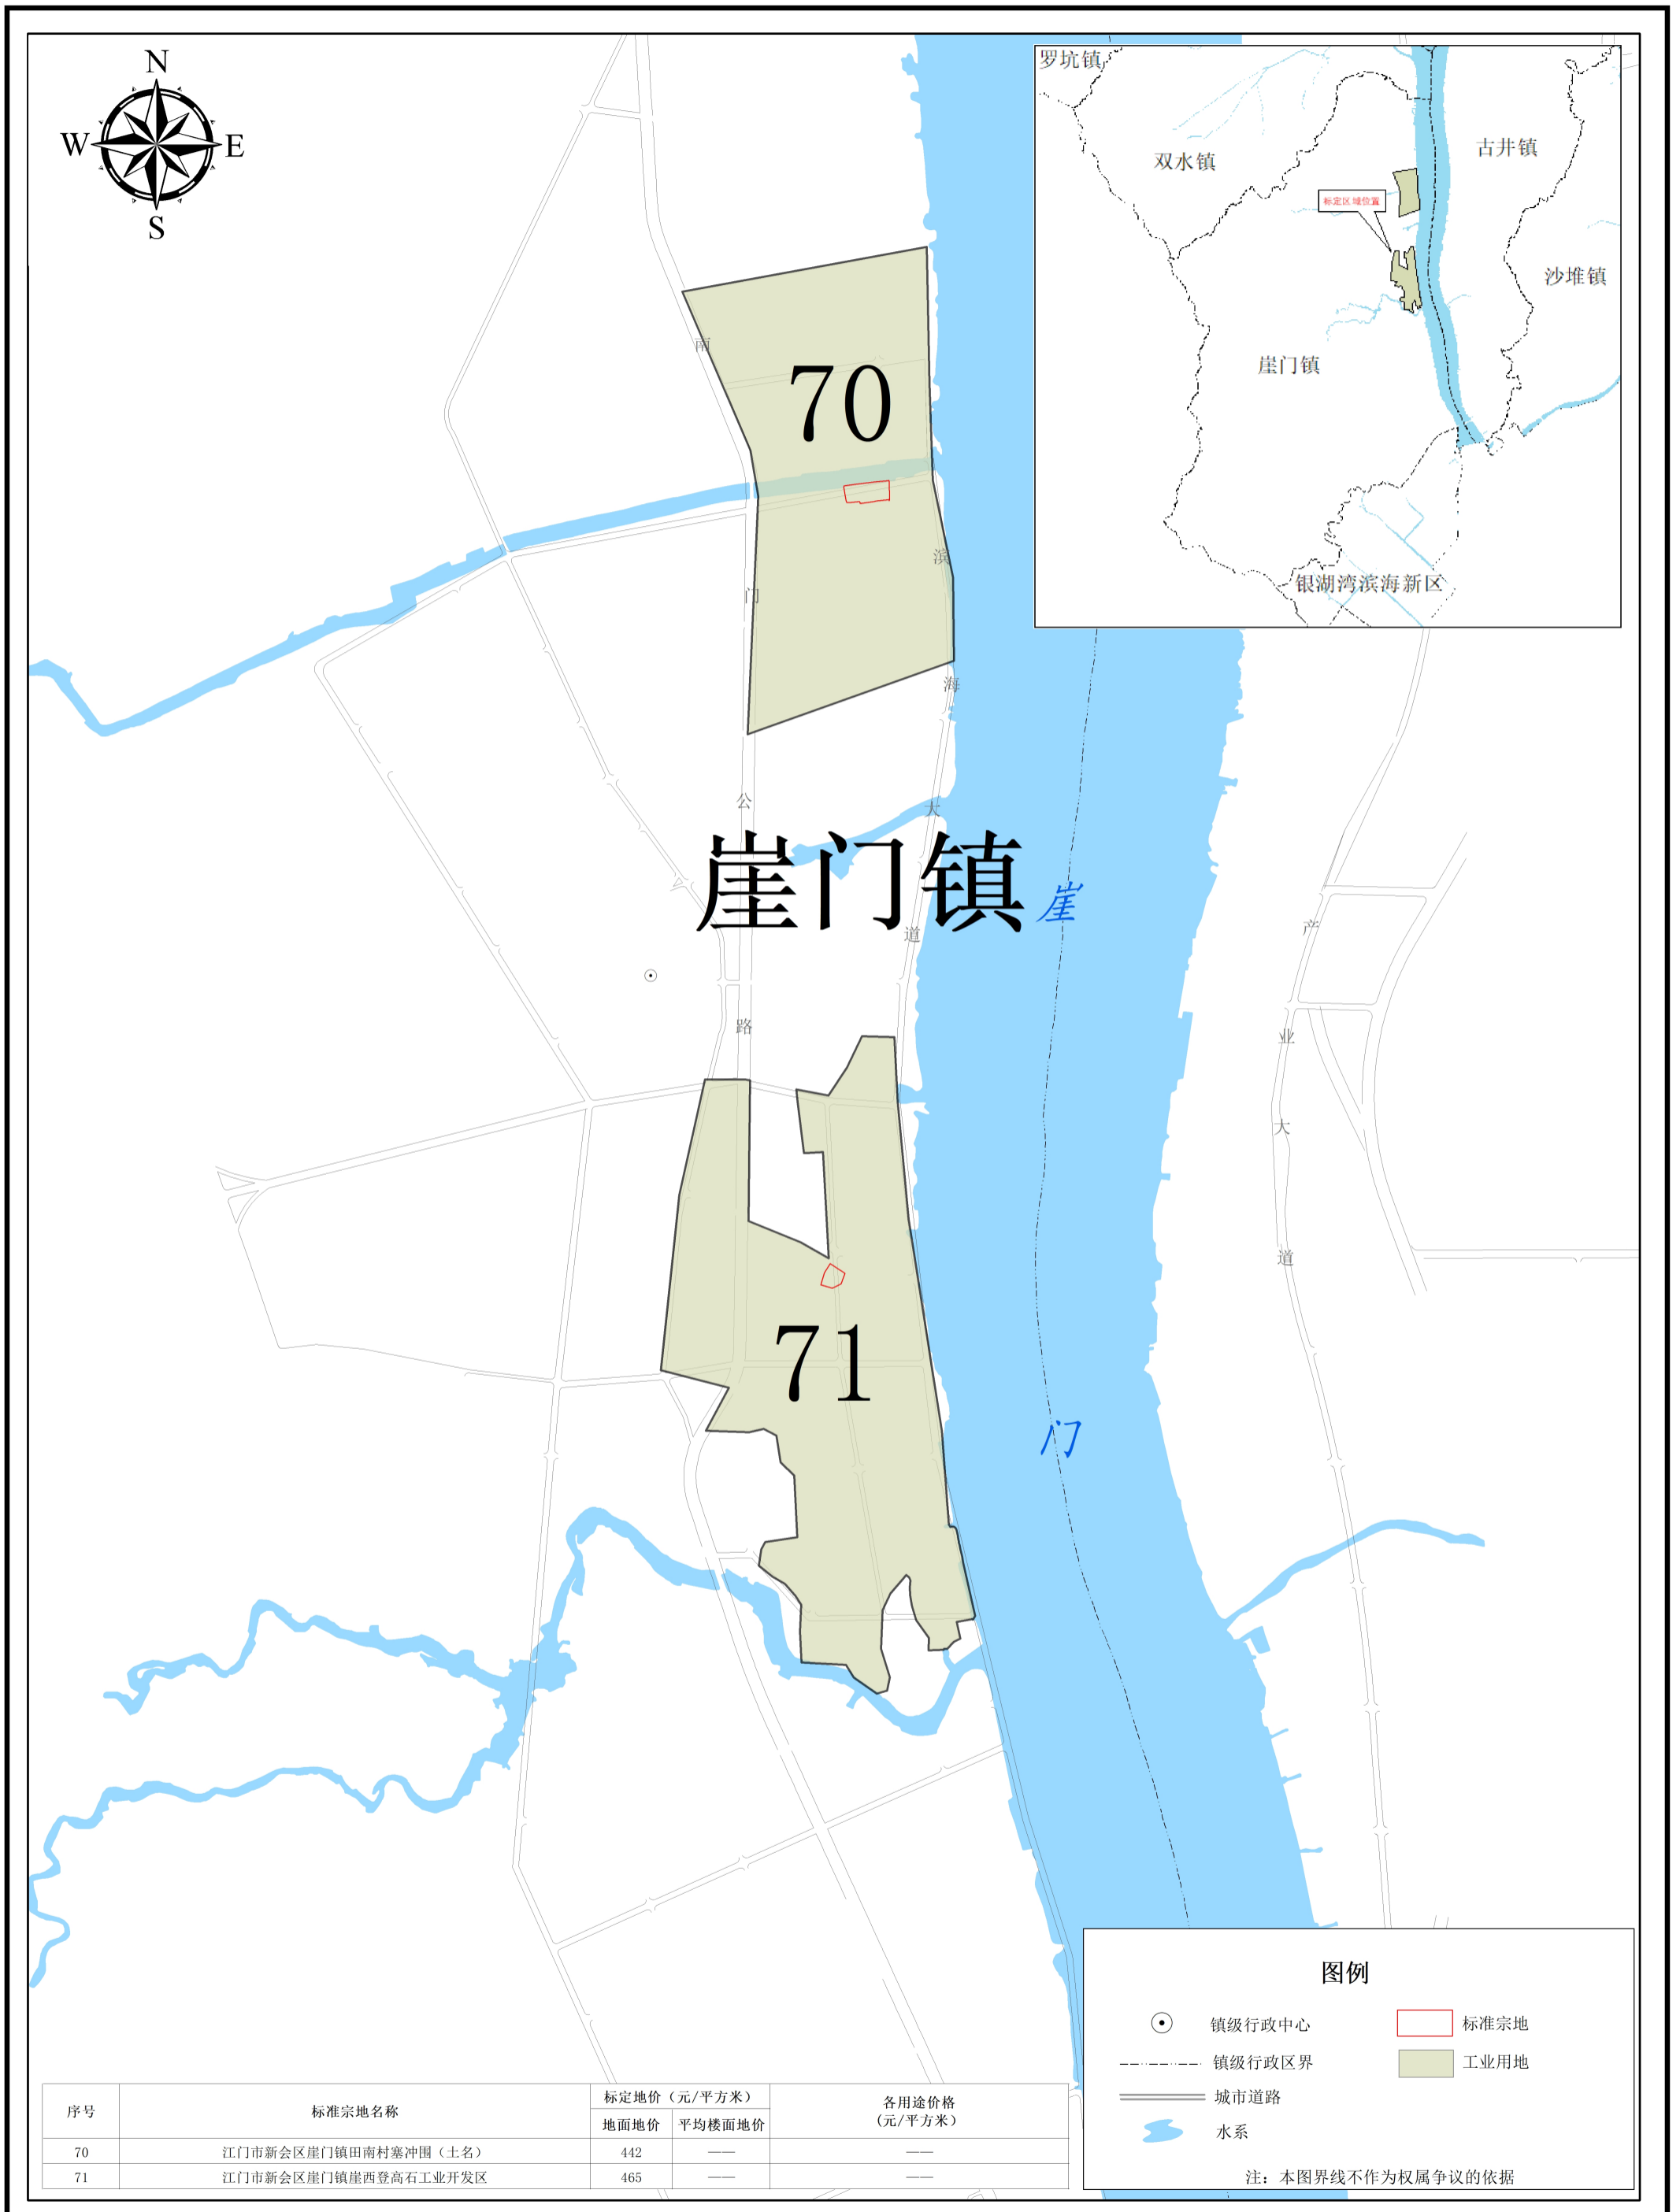 N
W
E
S
罗坑镇
双水镇
古井镇
标定区域位置
沙堆镇
崖门镇
银湖湾滨海新区
70
南
门
公
路
滨
海
大
道
崖门镇
崖
门
产
业
大
道
71
图例
镇级行政中心
标准宗地
镇级行政区界
工业用地
城市道路
水系
注：本图界线不作为权属争议的依据
序号 标准宗地名称 标定地价（元/平方米） 各用途价格（元/平方米）
地面地价 平均楼面地价
70 江门市新会区崖门镇田南村塞冲围（土名） 442 —— ——
71 江门市新会区崖门镇崖西登高石工业开发区 465 —— ——